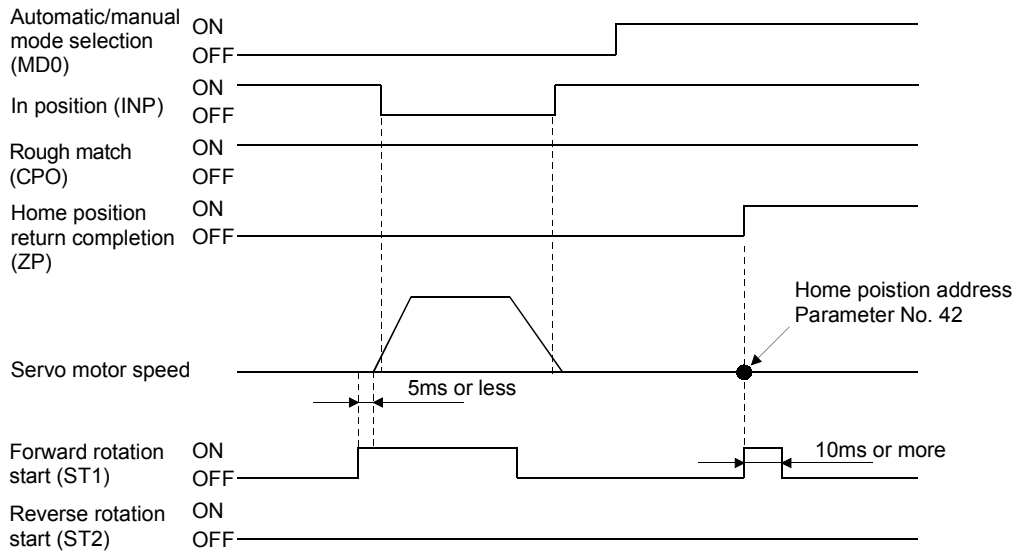 Automatic/manual
mode selection
(MD0)
ON
OFF
In position (INP)
ON
OFF
Rough match
(CPO)
ON
OFF
Home position
return completion
(ZP)
ON
OFF
Home poistion address
Parameter No. 42
Servo motor speed
5ms or less
Forward rotation
start (ST1)
ON
OFF
10ms or more
Reverse rotation
start (ST2)
ON
OFF